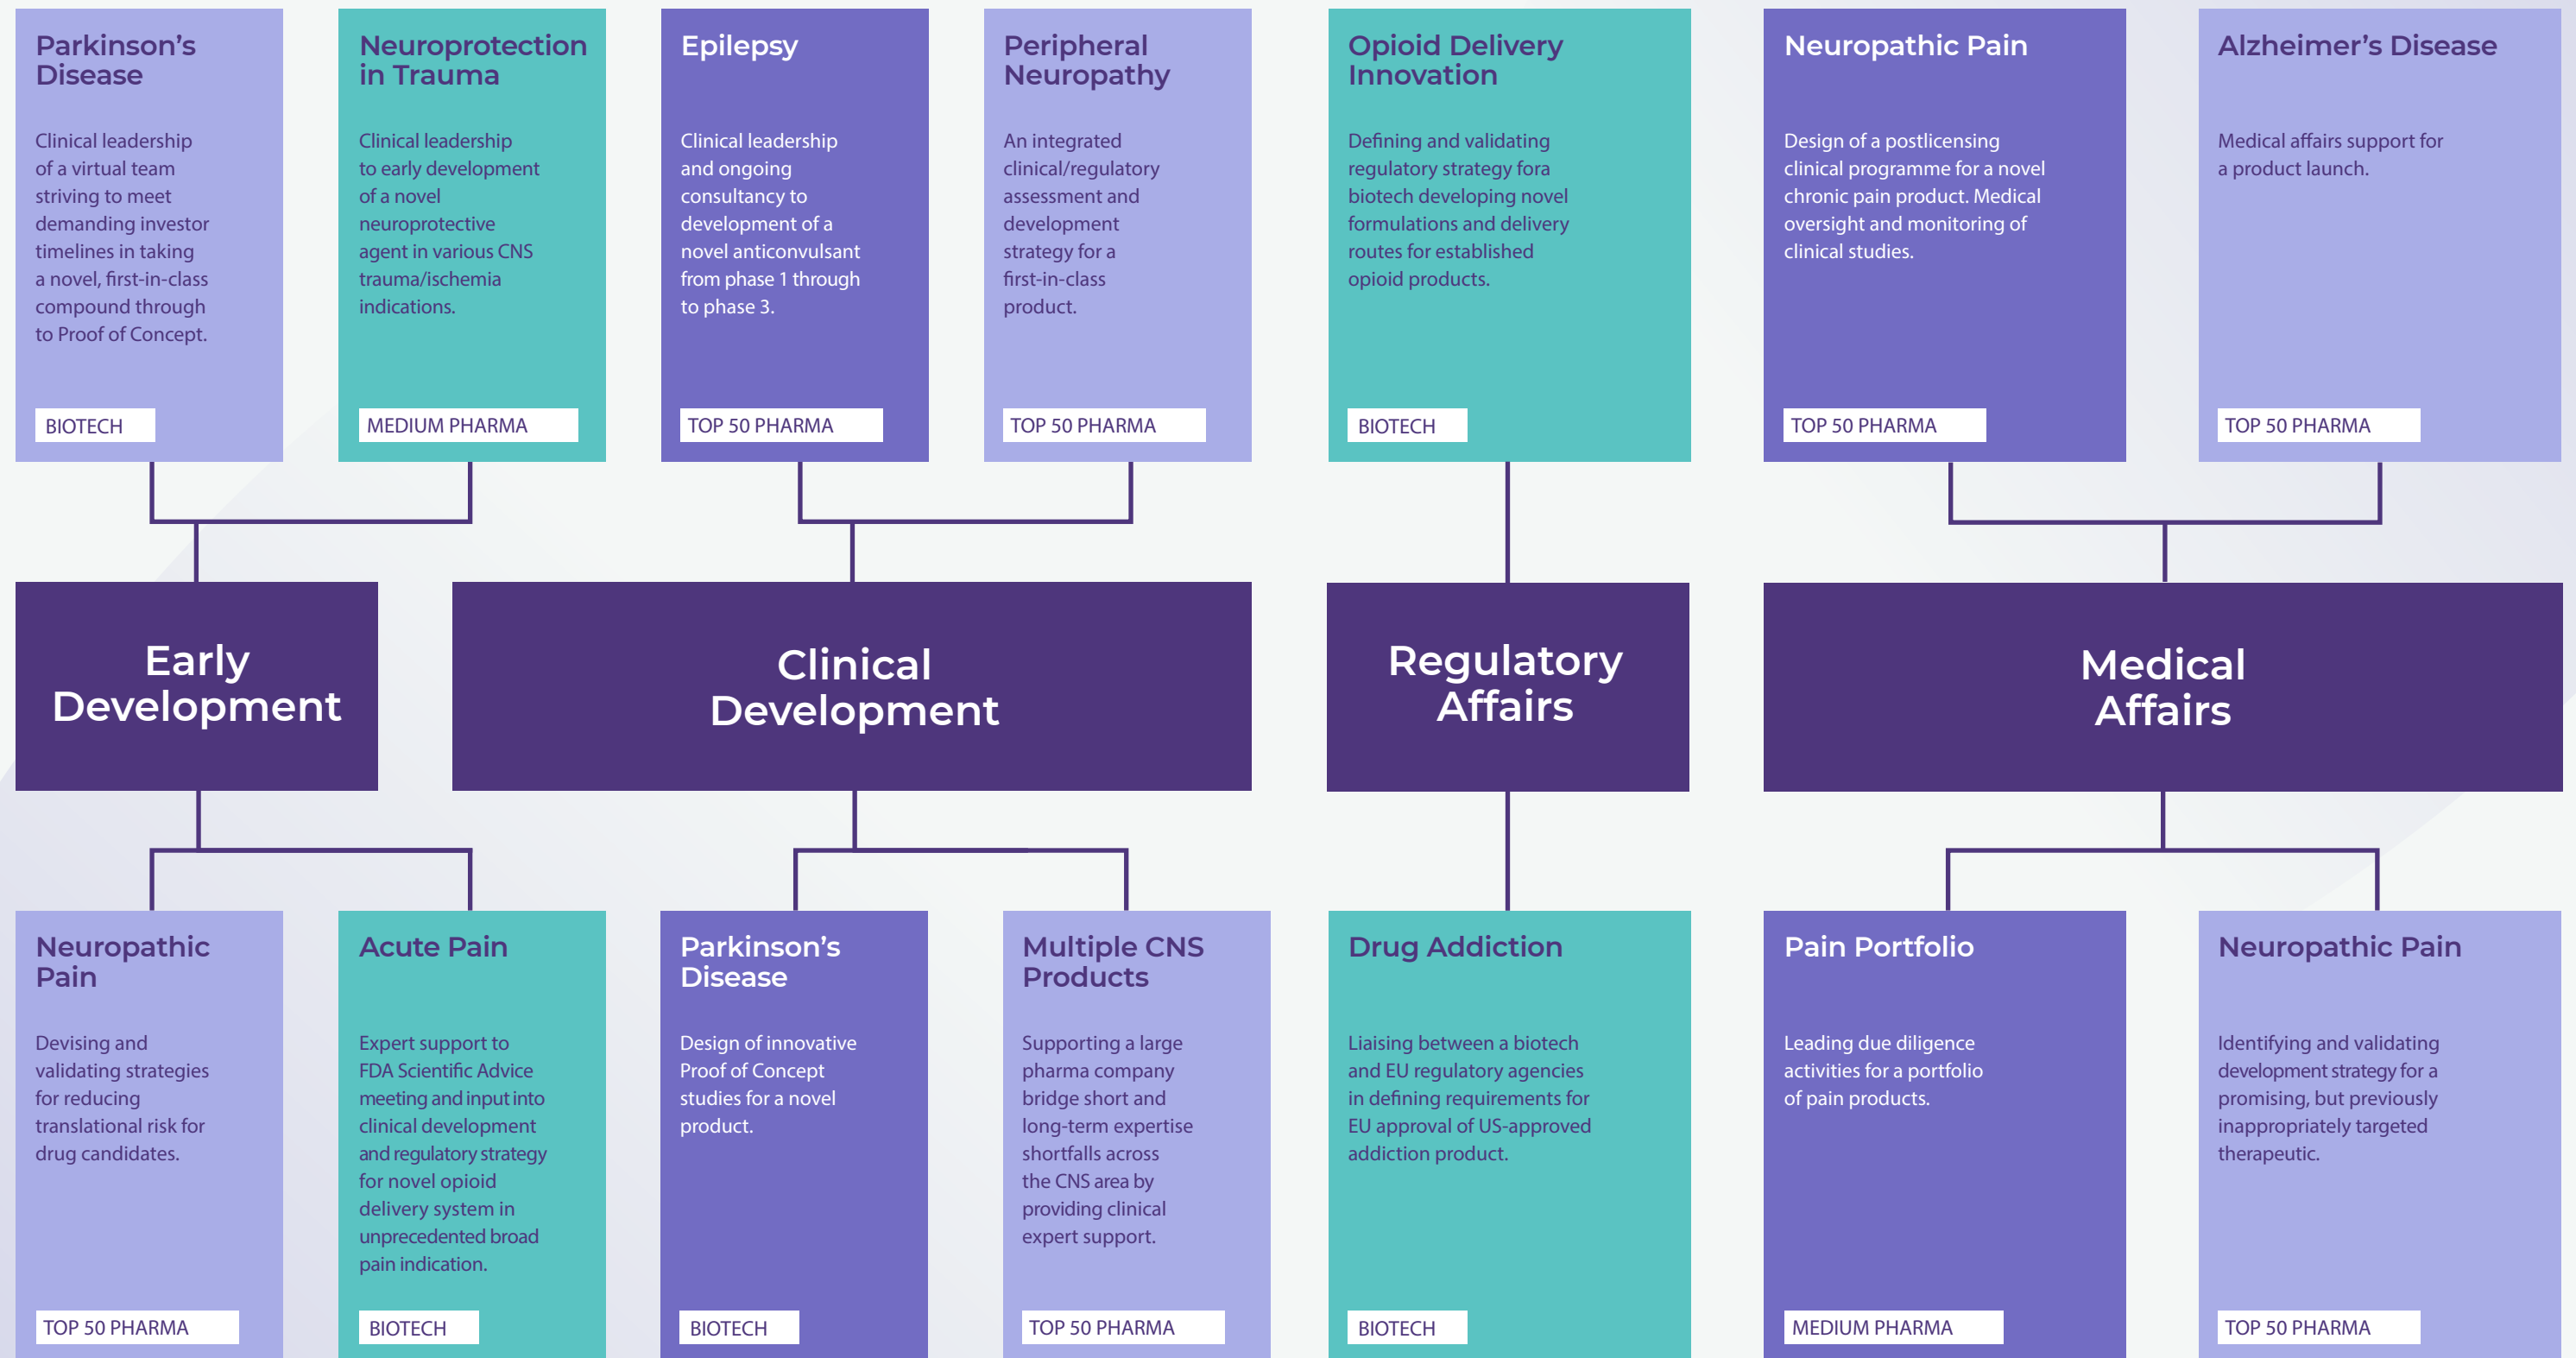 Parkinson's
Disease
Clinical leadership
of a virtual team
striving to meet
demanding investor
timelines in taking
a novel, first-in-class
compound through
to Proof of Concept.
BIOTECH
Neuroprotection
in Trauma
Clinical leadership
to early development
of a novel
neuroprotective
agent in various CNS
trauma/ischemia
indications.
MEDIUM PHARMA
Epilepsy
Clinical leadership
and ongoing
consultancy to
development of a
novel anticonvulsant
from phase 1 through
to phase 3.
TOP 50 PHARMA
Peripheral
Neuropathy
An integrated
clinical/regulatory
assessment and
development
strategy for a
first-in-class
product.
TOP 50 PHARMA
Opioid Delivery
Innovation
Defining and validating
regulatory strategy fora
biotech developing novel
formulations and delivery
routes for established
opioid products.
BIOTECH
Neuropathic Pain
Design of a postlicensing
clinical programme for a novel
chronic pain product. Medical
oversight and monitoring of
clinical studies.
TOP 50 PHARMA
Alzheimer's Disease
Medical affairs support for
a product launch.
TOP 50 PHARMA
Early
Development
Clinical
Development
Regulatory
Affairs
Medical
Affairs
Neuropathic
Pain
Devising and
validating strategies
for reducing
translational risk for
drug candidates.
TOP 50 PHARMA
Acute Pain
Expert support to
FDA Scientific Advice
meeting and input into
clinical development
and regulatory strategy
for novel opioid
delivery system in
unprecedented broad
pain indication.
BIOTECH
Parkinson's
Disease
Design of innovative
Proof of Concept
studies for a novel
product.
BIOTECH
Multiple CNS
Products
Supporting a large
pharma company
bridge short and
long-term expertise
shortfalls across
the CNS area by
providing clinical
expert support.
TOP 50 PHARMA
Drug Addiction
Liaising between a biotech
and EU regulatory agencies
in defining requirements for
EU approval of US-approved
addiction product.
BIOTECH
Pain Portfolio
Leading due diligence
activities for a portfolio
of pain products.
MEDIUM PHARMA
Neuropathic Pain
Identifying and validating
development strategy for a
promising, but previously
inappropriately targeted
therapeutic.
TOP 50 PHARMA